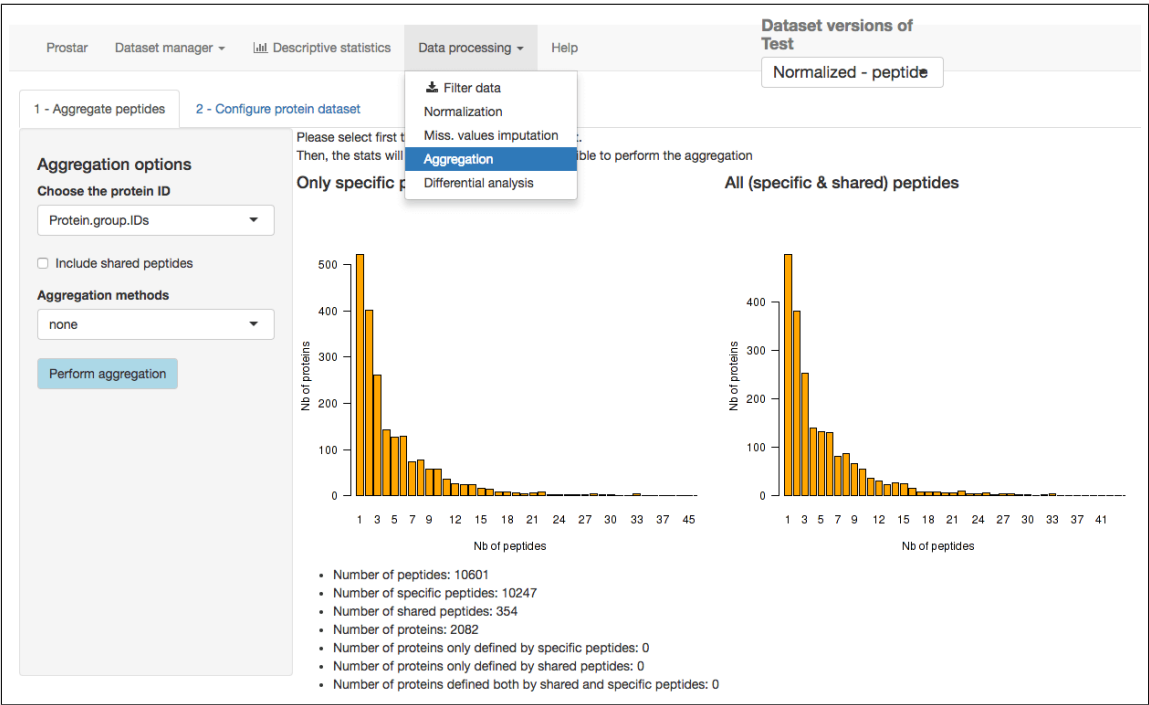 Prostar Dataset manager Descriptive statistics Data processing Help
Dataset versions of
Test
Normalized - peptide
Filter data
Normalization
Miss. values imputation
Aggregation
Differential analysis
1 - Aggregate peptides 2 - Configure protein dataset
Aggregation options
Choose the protein ID
Protein.group.IDs
Include shared peptides
Aggregation methods
none
Perform aggregation
Please select first
Then, the stats will to perform the aggregation
Only specific
All (specific & shared) peptides
500
400
300
200
100
0
Nb of proteins
1 3 5 7 9 12 15 18 21 24 27 30 33 37 45
Nb of peptides
400
300
200
100
0
Nb of proteins
1 3 5 7 9 12 15 18 21 24 27 30 33 37 41
Nb of peptides
Number of peptides: 10601
Number of specific peptides: 10247
Number of shared peptides: 354
Number of proteins: 2082
Number of proteins only defined by specific peptides: 0
Number of proteins only defined by shared peptides: 0
Number of proteins defined both by shared and specific peptides: 0